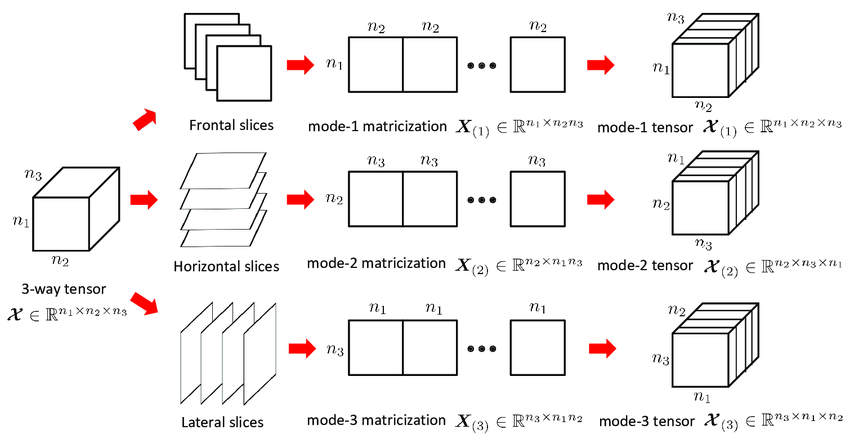 n₃
n₁
n₂
3-way tensor
𝓧 ∈ ℝ^{n₁×n₂×n₃}
Frontal slices
n₂ n₂ n₂
n₁
mode-1 matricization X₍₁₎ ∈ ℝ^{n₁×n₂n₃}
n₃
n₁
n₂
mode-1 tensor 𝓧₍₁₎ ∈ ℝ^{n₁×n₂×n₃}
Horizontal slices
n₃ n₃ n₃
n₂
mode-2 matricization X₍₂₎ ∈ ℝ^{n₂×n₁n₃}
n₁
n₂
n₃
mode-2 tensor 𝓧₍₂₎ ∈ ℝ^{n₂×n₃×n₁}
Lateral slices
n₁ n₁ n₁
n₃
mode-3 matricization X₍₃₎ ∈ ℝ^{n₃×n₁n₂}
n₂
n₃
n₁
mode-3 tensor 𝓧₍₃₎ ∈ ℝ^{n₃×n₁×n₂}